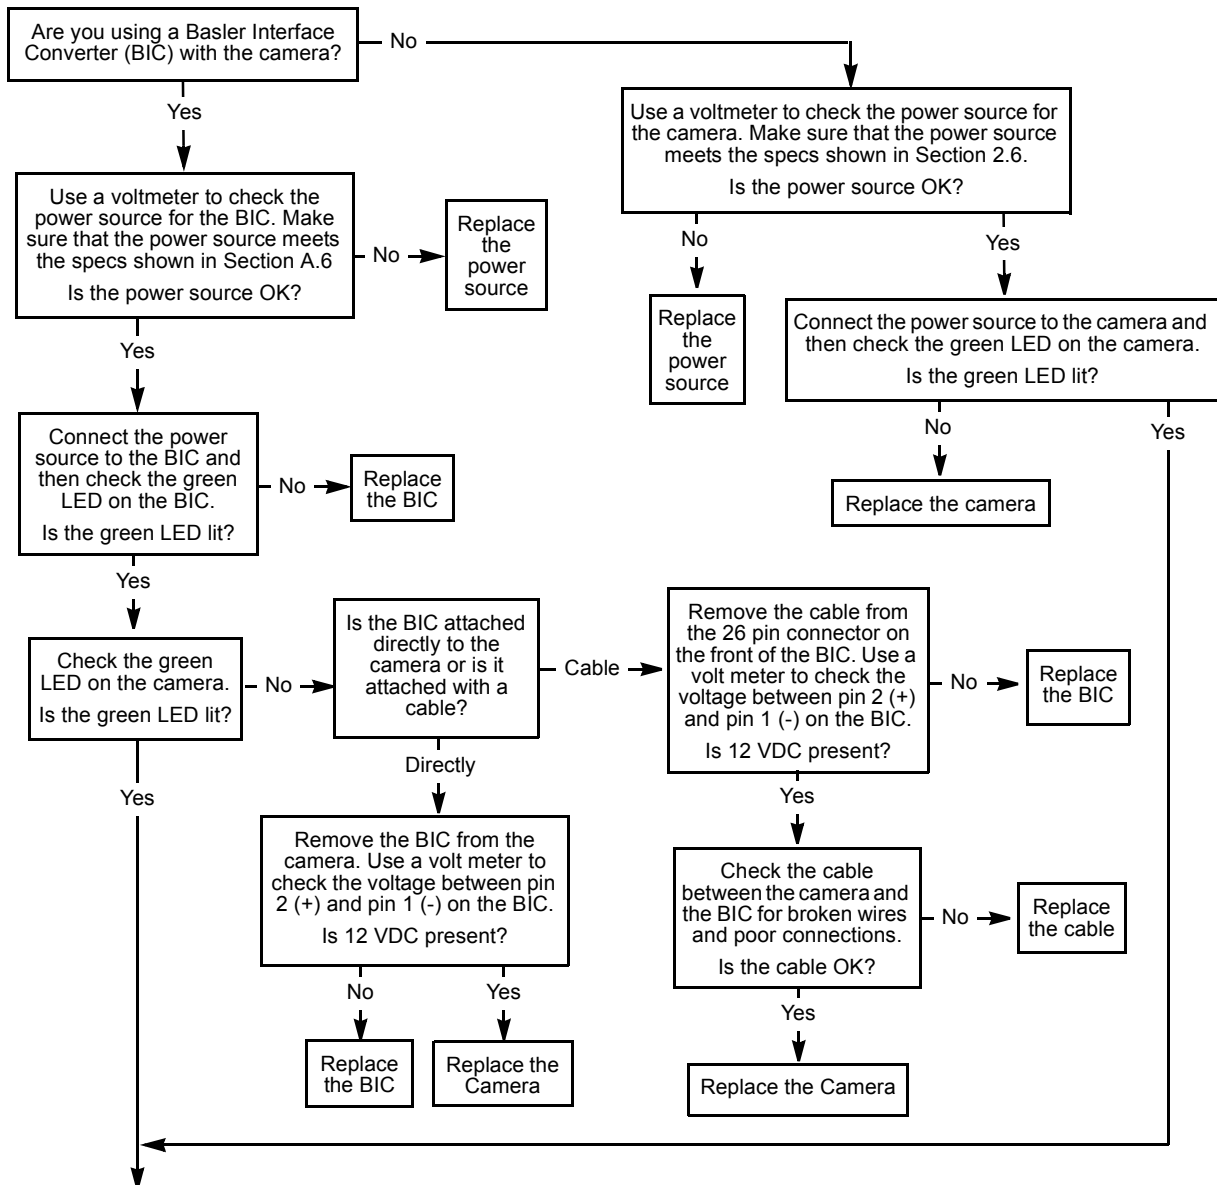 Are you using a Basler Interface
Converter (BIC) with the camera?
No
Yes
Use a voltmeter to check the power source for
the camera. Make sure that the power source
meets the specs shown in Section 2.6.
Is the power source OK?
Use a voltmeter to check the
power source for the BIC. Make
sure that the power source meets
the specs shown in Section A.6
Is the power source OK?
No
Replace
the
power
source
No
Yes
Replace
the
power
source
Connect the power source to the camera and
then check the green LED on the camera.
Is the green LED lit?
Yes
No
Yes
Replace the camera
Connect the power
source to the BIC and
then check the green
LED on the BIC.
Is the green LED lit?
No
Replace
the BIC
Yes
Check the green
LED on the camera.
Is the green LED lit?
No
Is the BIC attached
directly to the
camera or is it
attached with a
cable?
Cable
Remove the cable from
the 26 pin connector on
the front of the BIC. Use a
volt meter to check the
voltage between pin 2 (+)
and pin 1 (-) on the BIC.
Is 12 VDC present?
No
Replace
the BIC
Yes
Directly
Yes
Remove the BIC from the
camera. Use a volt meter to
check the voltage between pin
2 (+) and pin 1 (-) on the BIC.
Is 12 VDC present?
Check the cable
between the camera and
the BIC for broken wires
and poor connections.
Is the cable OK?
No
Replace
the cable
No
Yes
Yes
Replace
the BIC
Replace the
Camera
Replace the Camera